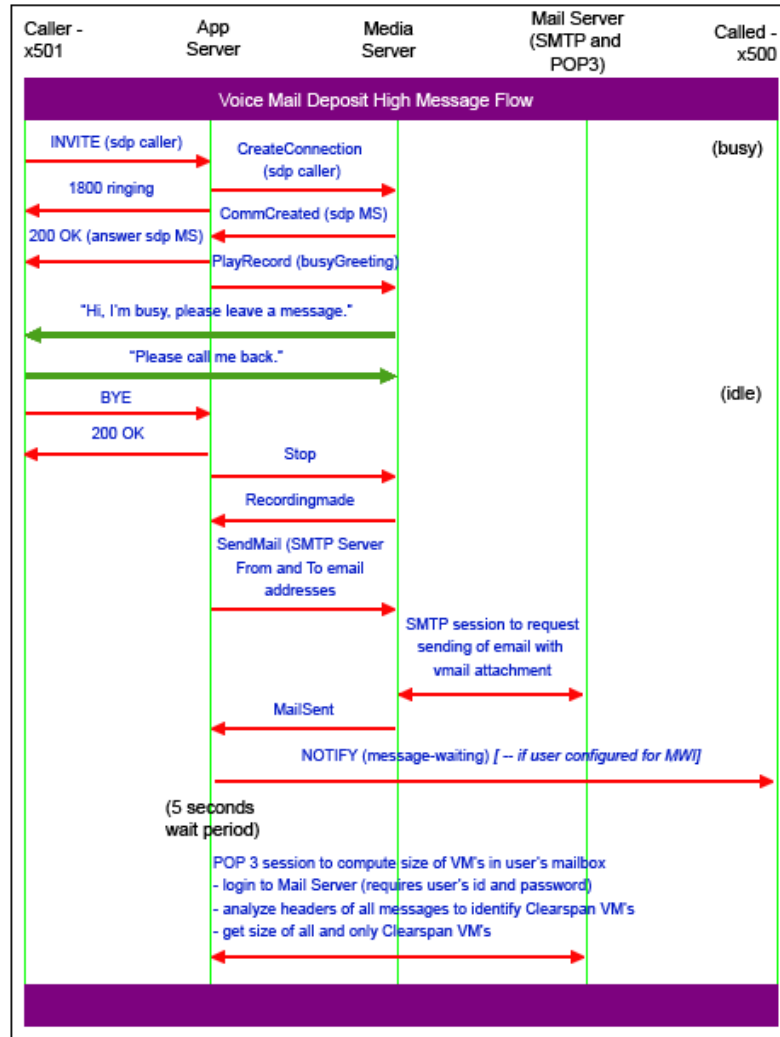 Caller -
x501
App
Server
Media
Server
Mail Server
(SMTP and
POP3)
Called -
x500
Voice Mail Deposit High Message Flow
INVITE (sdp caller)
CreateConnection
(sdp caller)
(busy)
1800 ringing
CommCreated (sdp MS)
200 OK (answer sdp MS)
PlayRecord (busyGreeting)
"Hi, I'm busy, please leave a message."
"Please call me back."
BYE
(idle)
200 OK
Stop
Recordingmade
SendMail (SMTP Server
From and To email
addresses
SMTP session to request
sending of email with
vmail attachment
MailSent
NOTIFY (message-waiting) [ -- if user configured for MWI]
(5 seconds
wait period)
POP 3 session to compute size of VM's in user's mailbox
- login to Mail Server (requires user's id and password)
- analyze headers of all messages to identify Clearspan VM's
- get size of all and only Clearspan VM's